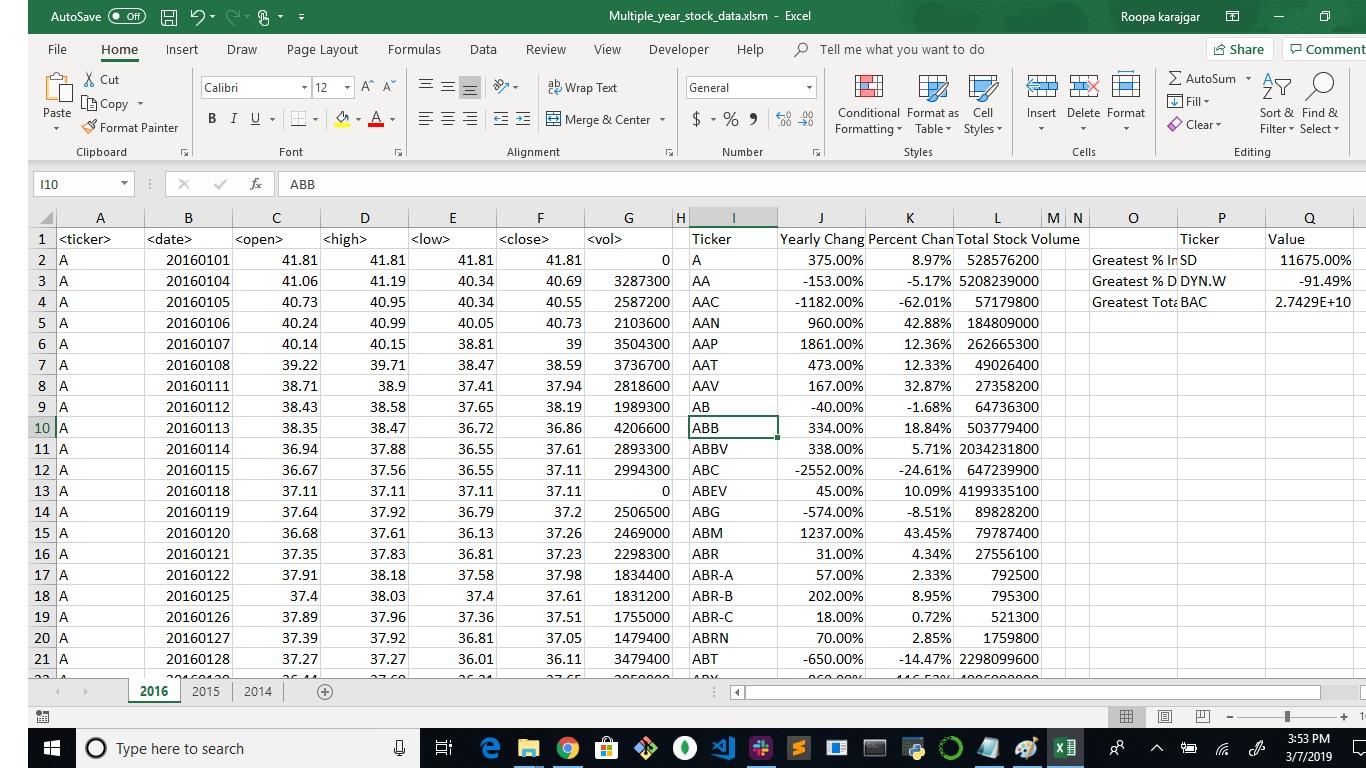 AutoSave Off Multiple_year_stock_data.xlsm - Excel Roopa karajgar
File Home Insert Draw Page Layout Formulas Data Review View Developer Help Tell me what you want to do Share Comment
Paste Cut Copy Format Painter Calibri 12 A A Wrap Text General Conditional Formatting Format as Table Cell Styles Insert Delete Format AutoSum Fill Clear Sort & Filter Find & Select
B I U A Merge & Center $ % 9
Clipboard Font Alignment Number Styles Cells Editing
I10 fx ABB
A B C D E F G H I J K L M N O P Q
1 <ticker> <date> <open> <high> <low> <close> <vol> Ticker Yearly Chang Percent Chan Total Stock Volume Ticker Value
2 A 20160101 41.81 41.81 41.81 41.81 0 A 375.00% 8.97% 528576200 Greatest % In SD 11675.00%
3 A 20160104 41.06 41.19 40.34 40.69 3287300 AA -153.00% -5.17% 5208239000 Greatest % D DYN.W -91.49%
4 A 20160105 40.73 40.95 40.34 40.55 2587200 AAC -1182.00% -62.01% 57179800 Greatest Tota BAC 2.7429E+10
5 A 20160106 40.24 40.99 40.05 40.73 2103600 AAN 960.00% 42.88% 184809000
6 A 20160107 40.14 40.15 38.81 39 3504300 AAP 1861.00% 12.36% 262665300
7 A 20160108 39.22 39.71 38.47 38.59 3736700 AAT 473.00% 12.33% 49026400
8 A 20160111 38.71 38.9 37.41 37.94 2818600 AAV 167.00% 32.87% 27358200
9 A 20160112 38.43 38.58 37.65 38.19 1989300 AB -40.00% -1.68% 64736300
10 A 20160113 38.35 38.47 36.72 36.86 4206600 ABB 334.00% 18.84% 503779400
11 A 20160114 36.94 37.88 36.55 37.61 2893300 ABBV 338.00% 5.71% 2034231800
12 A 20160115 36.67 37.56 36.55 37.11 2994300 ABC -2552.00% -24.61% 647239900
13 A 20160118 37.11 37.11 37.11 37.11 0 ABEV 45.00% 10.09% 4199335100
14 A 20160119 37.64 37.92 36.79 37.2 2506500 ABG -574.00% -8.51% 89828200
15 A 20160120 36.68 37.61 36.13 37.26 2469000 ABM 1237.00% 43.45% 79787400
16 A 20160121 37.35 37.83 36.81 37.23 2298300 ABR 31.00% 4.34% 27556100
17 A 20160122 37.91 38.18 37.58 37.98 1834400 ABR-A 57.00% 2.33% 792500
18 A 20160125 37.4 38.03 37.4 37.61 1831200 ABR-B 202.00% 8.95% 795300
19 A 20160126 37.89 37.96 37.36 37.51 1755000 ABR-C 18.00% 0.72% 521300
20 A 20160127 37.39 37.92 36.81 37.05 1479400 ABRN 70.00% 2.85% 1759800
21 A 20160128 37.27 37.27 36.01 36.11 3479400 ABT -650.00% -14.47% 2298099600
2016 2015 2014
Type here to search 3:53 PM
3/7/2019